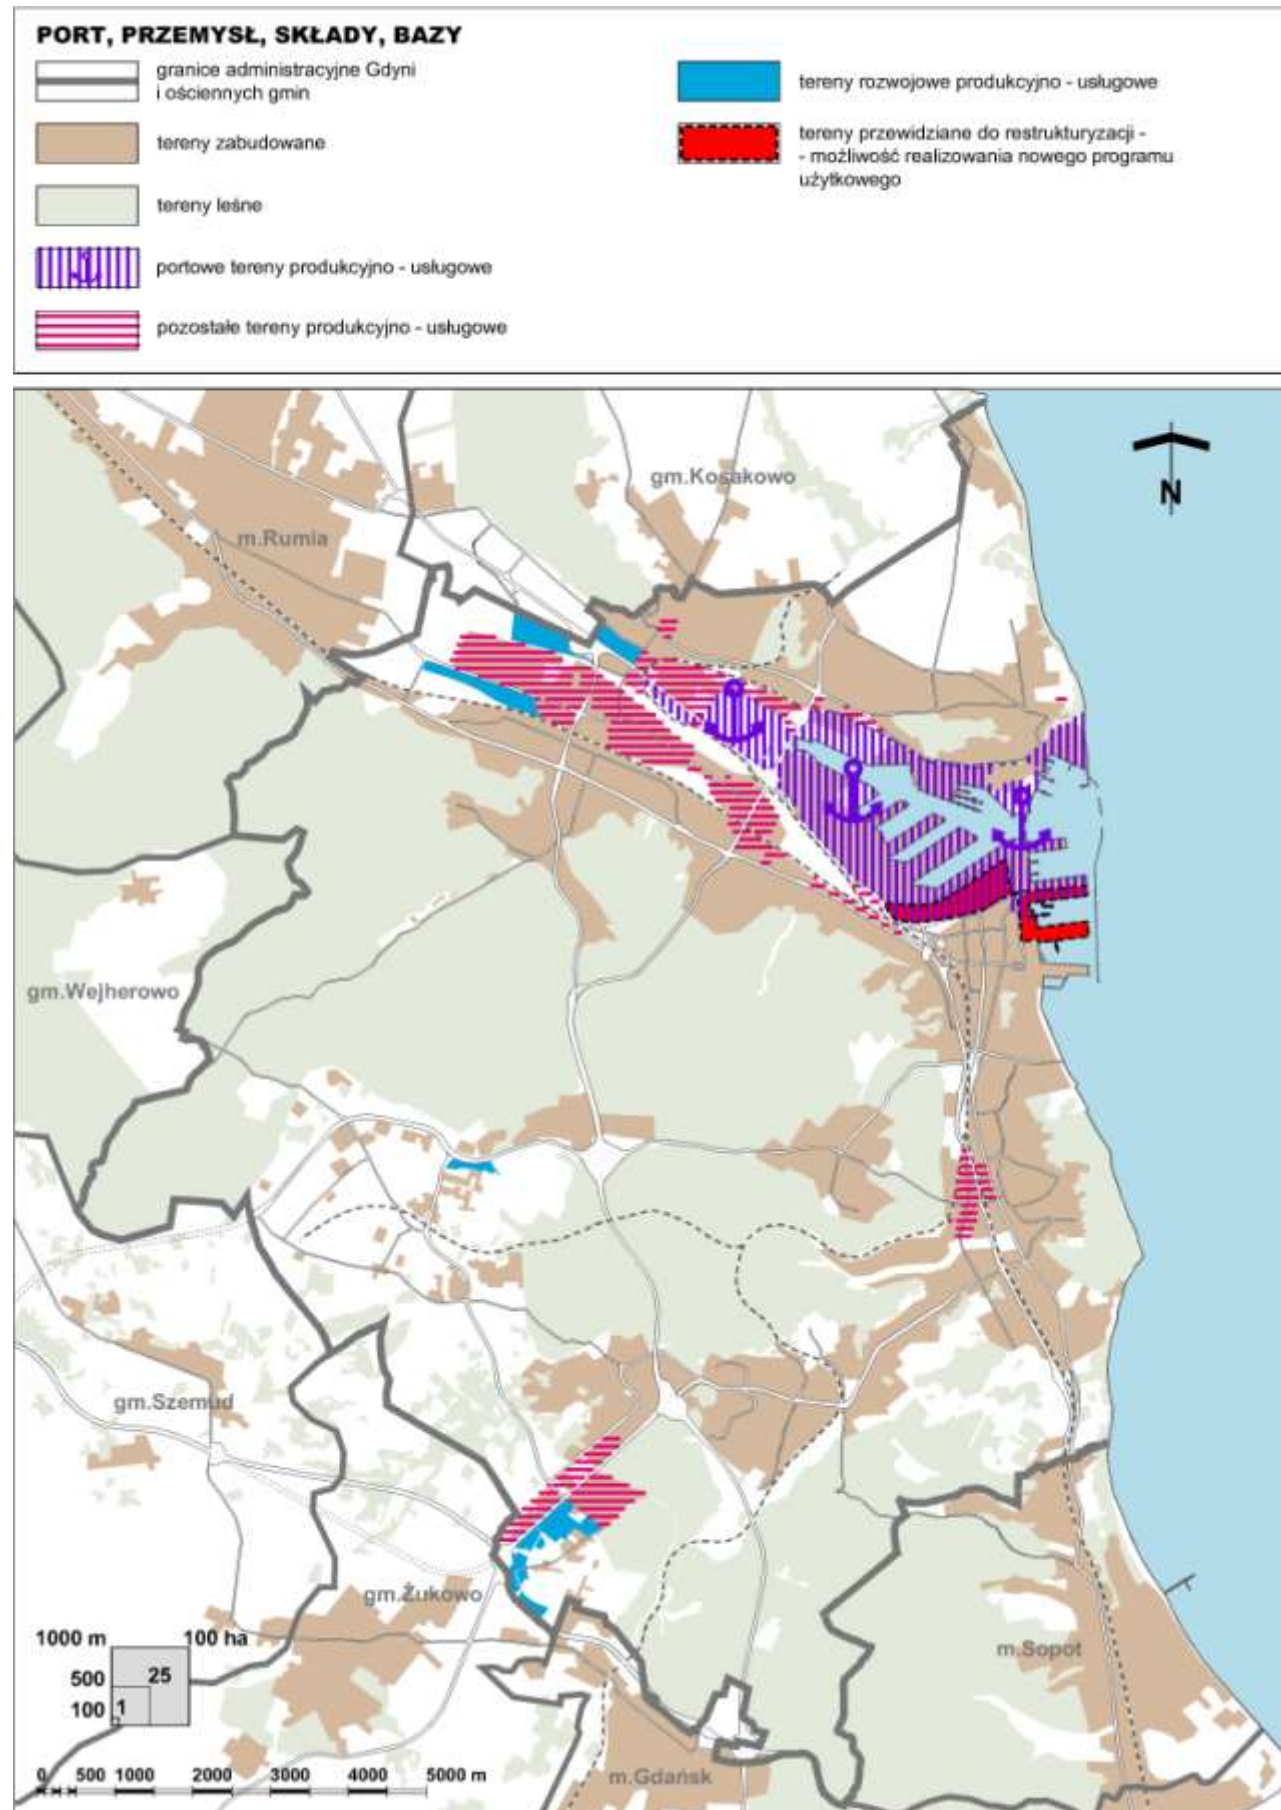 PORT, PRZEMYSŁ, SKŁADY, BAZY
granice administracyjne Gdyni
i ościennych gmin
tereny zabudowane
tereny leśne
portowe tereny produkcyjno - usługowe
pozostałe tereny produkcyjno - usługowe
tereny rozwojowe produkcyjno - usługowe
tereny przewidziane do restrukturyzacji -
- możliwość realizowania nowego programu
użytkowego
gm.Kosakowo
N
m.Rumia
gm.Wejherowo
gm.Szemud
gm.Żukowo
m.Sopot
m.Gdańsk
1000 m 100 ha
500 25
100 1
0 500 1000 2000 3000 4000 5000 m